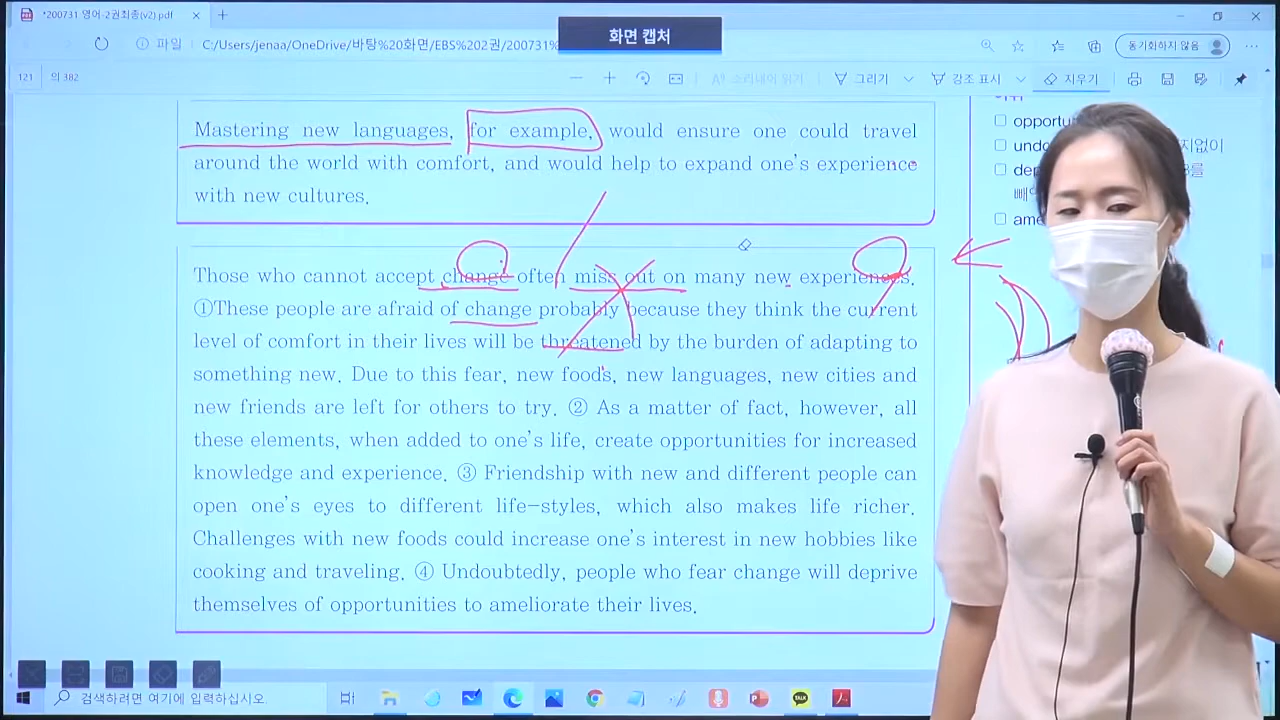 *200731 영어-2권최종(v2).pdf
화면 캡처
파일
C:/Users/jenaa/OneDrive/바탕%20화면/EBS%202권/200731%
동기화하지 않음
121 의 382
소리내어 읽기
그리기
강조 표시
지우기
Mastering new languages, for example, would ensure one could travel
around the world with comfort, and would help to expand one's experience
with new cultures.
Those who cannot accept change often miss out on many new experiences.
①These people are afraid of change probably because they think the current
level of comfort in their lives will be threatened by the burden of adapting to
something new. Due to this fear, new foods, new languages, new cities and
new friends are left for others to try. ② As a matter of fact, however, all
these elements, when added to one's life, create opportunities for increased
knowledge and experience. ③ Friendship with new and different people can
open one's eyes to different life-styles, which also makes life richer.
Challenges with new foods could increase one's interest in new hobbies like
cooking and traveling. ④ Undoubtedly, people who fear change will deprive
themselves of opportunities to ameliorate their lives.
검색하려면 여기에 입력하십시오.
TALK